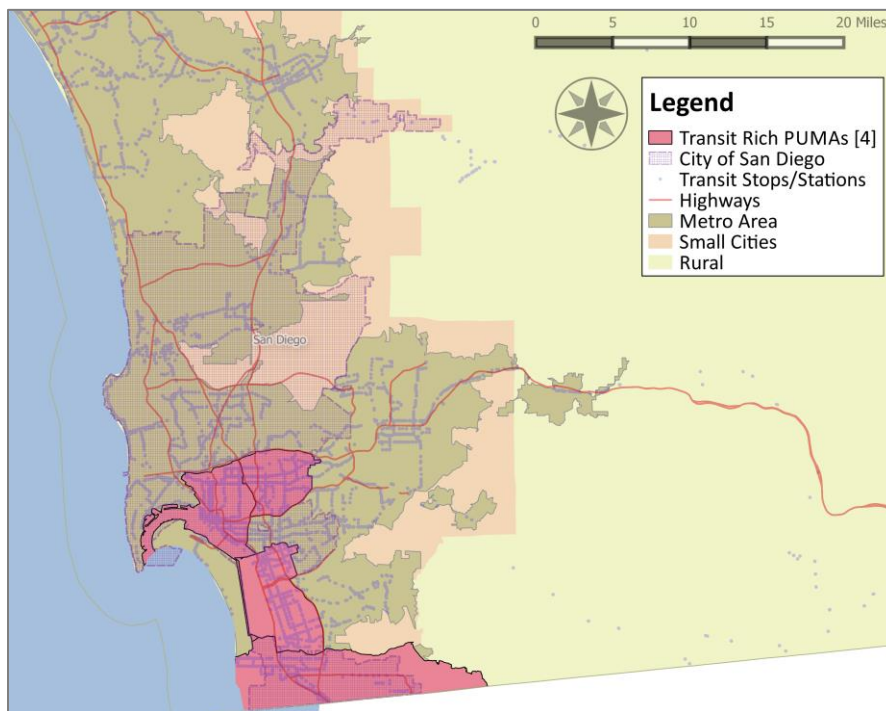 0 5 10 15 20 Miles
Legend
Transit Rich PUMAs [4]
City of San Diego
Transit Stops/Stations
Highways
Metro Area
Small Cities
Rural
San Diego